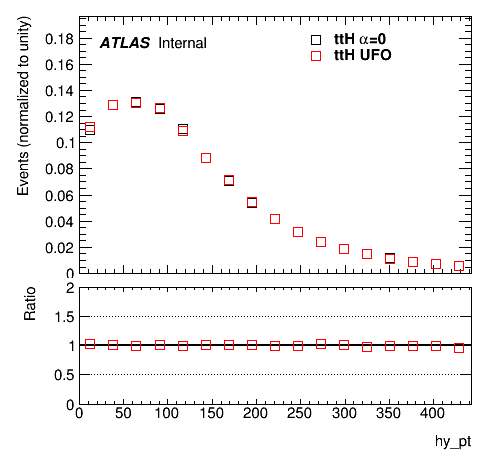 Events (normalized to unity)
0.18
0.16
0.14
0.12
0.1
0.08
0.06
0.04
0.02
0
ATLAS Internal
ttH α=0
ttH UFO
Ratio
2
1.5
1
0.5
0
0 50 100 150 200 250 300 350 400
hy_pt